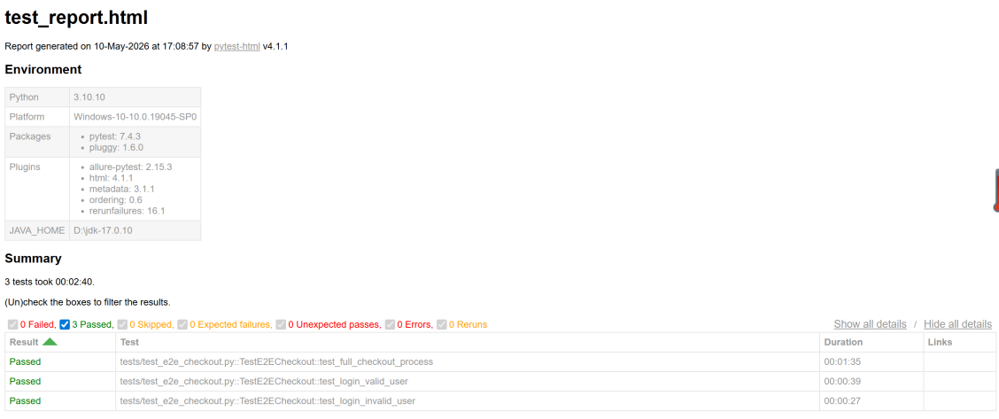 test_report.html
Report generated on 10-May-2026 at 17:08:57 by pytest-html v4.1.1
Environment
Python 3.10.10
Platform Windows-10-10.0.19045-SP0
Packages
• pytest: 7.4.3
• pluggy: 1.6.0
Plugins
• allure-pytest: 2.15.3
• html: 4.1.1
• metadata: 3.1.1
• ordering: 0.6
• rerunfailures: 16.1
JAVA_HOME D:\jdk-17.0.10
Summary
3 tests took 00:02:40.
(Un)check the boxes to filter the results.
0 Failed, 3 Passed, 0 Skipped, 0 Expected failures, 0 Unexpected passes, 0 Errors, 0 Reruns Show all details / Hide all details
Result Test Duration Links
Passed tests/test_e2e_checkout.py::TestE2ECheckout::test_full_checkout_process 00:01:35
Passed tests/test_e2e_checkout.py::TestE2ECheckout::test_login_valid_user 00:00:39
Passed tests/test_e2e_checkout.py::TestE2ECheckout::test_login_invalid_user 00:00:27